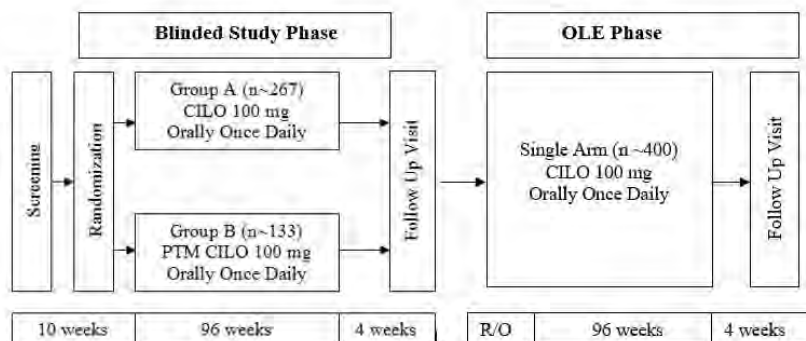 Blinded Study Phase
OLE Phase
Screening
Randomization
Group A (n~267)
CILO 100 mg
Orally Once Daily
Group B (n~133)
PTM CILO 100 mg
Orally Once Daily
Follow Up Visit
Single Arm (n ~400)
CILO 100 mg
Orally Once Daily
Follow Up Visit
10 weeks
96 weeks
4 weeks
R/O
96 weeks
4 weeks